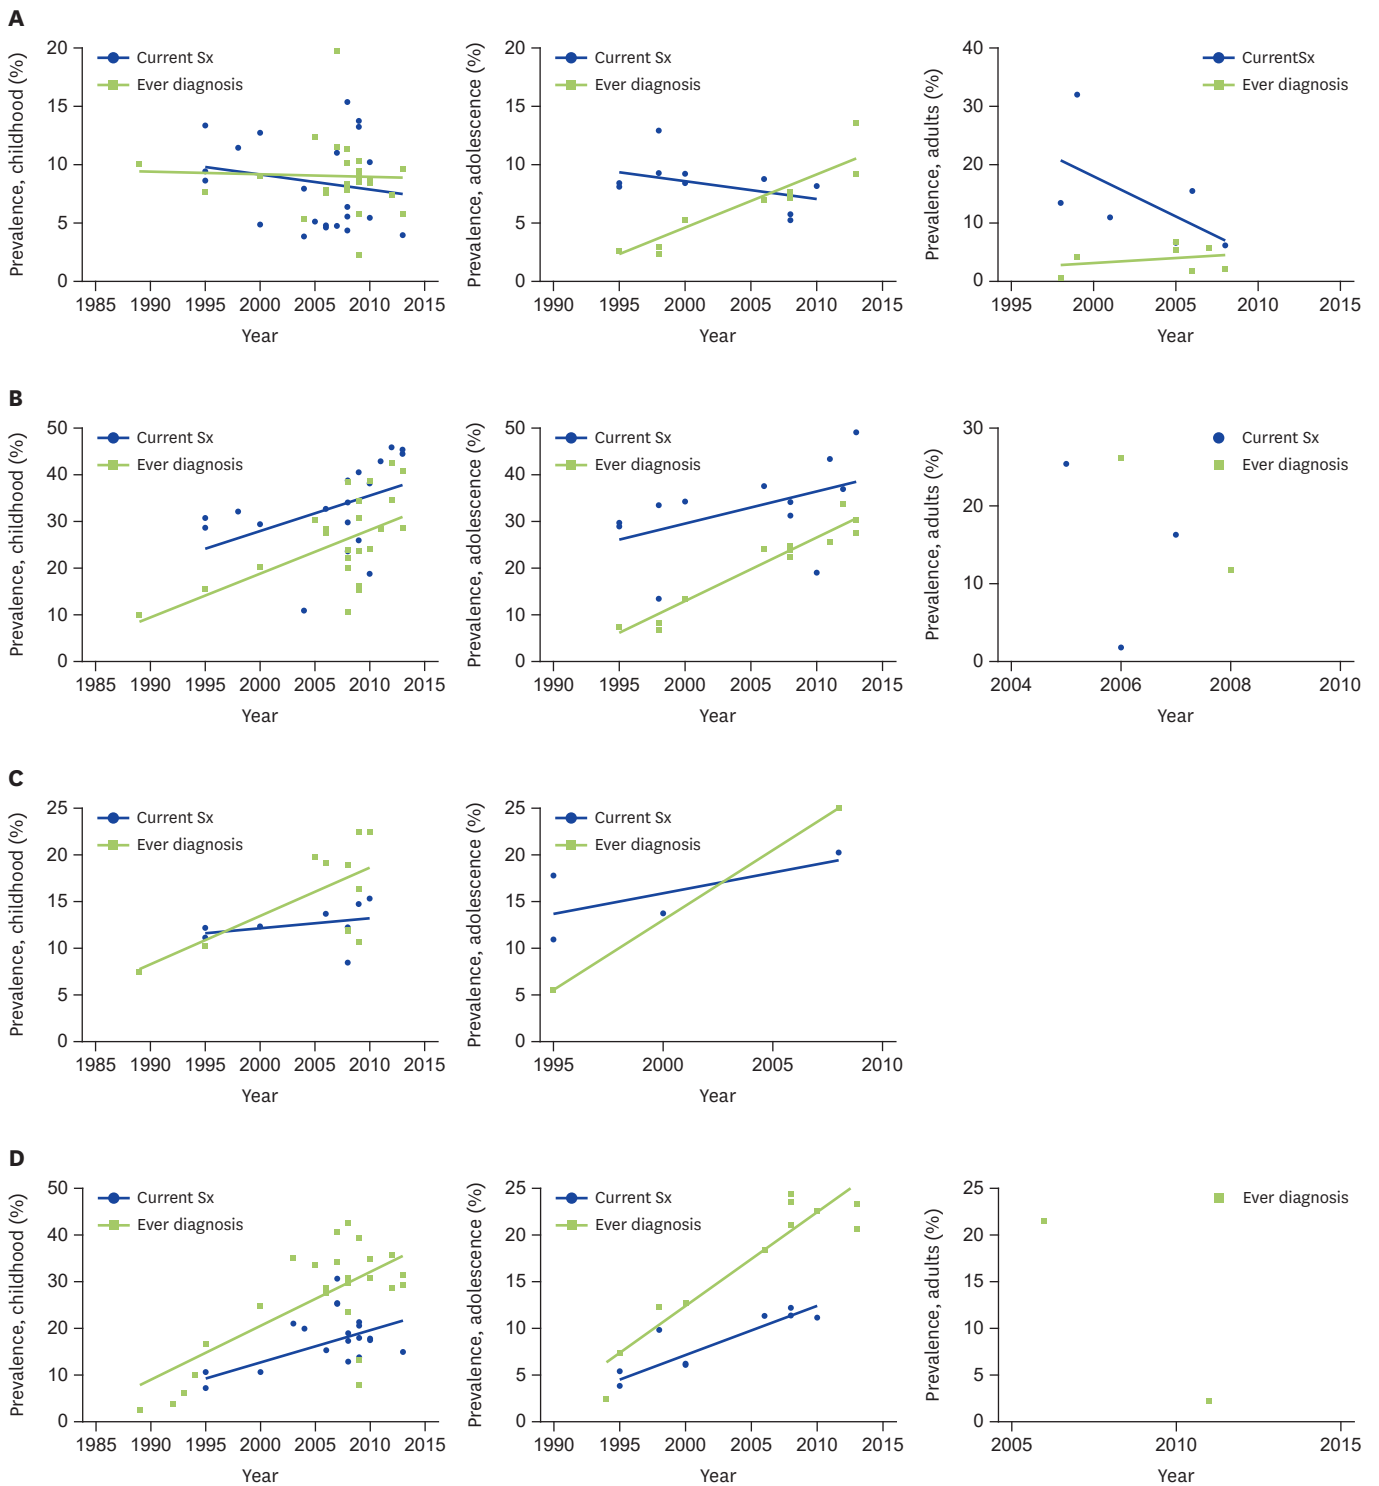 A
Prevalence, childhood (%)
20
15
10
5
0
Current Sx
Ever diagnosis
1985 1990 1995 2000 2005 2010 2015
Year
Prevalence, adolescence (%)
20
15
10
5
0
Current Sx
Ever diagnosis
1990 1995 2000 2005 2010 2015
Year
Prevalence, adults (%)
40
30
20
10
0
CurrentSx
Ever diagnosis
1995 2000 2005 2010 2015
Year
B
Prevalence, childhood (%)
50
40
30
20
10
0
Current Sx
Ever diagnosis
1985 1990 1995 2000 2005 2010 2015
Year
Prevalence, adolescence (%)
50
40
30
20
10
0
Current Sx
Ever diagnosis
1990 1995 2000 2005 2010 2015
Year
Prevalence, adults (%)
30
20
10
0
Current Sx
Ever diagnosis
2004 2006 2008 2010
Year
C
Prevalence, childhood (%)
25
20
15
10
5
0
Current Sx
Ever diagnosis
1985 1990 1995 2000 2005 2010 2015
Year
Prevalence, adolescence (%)
25
20
15
10
5
0
Current Sx
Ever diagnosis
1995 2000 2005 2010
Year
D
Prevalence, childhood (%)
50
40
30
20
10
0
Current Sx
Ever diagnosis
1985 1990 1995 2000 2005 2010 2015
Year
Prevalence, adolescence (%)
25
20
15
10
5
0
Current Sx
Ever diagnosis
1990 1995 2000 2005 2010 2015
Year
Prevalence, adults (%)
25
20
15
10
5
0
Ever diagnosis
2005 2010 2015
Year